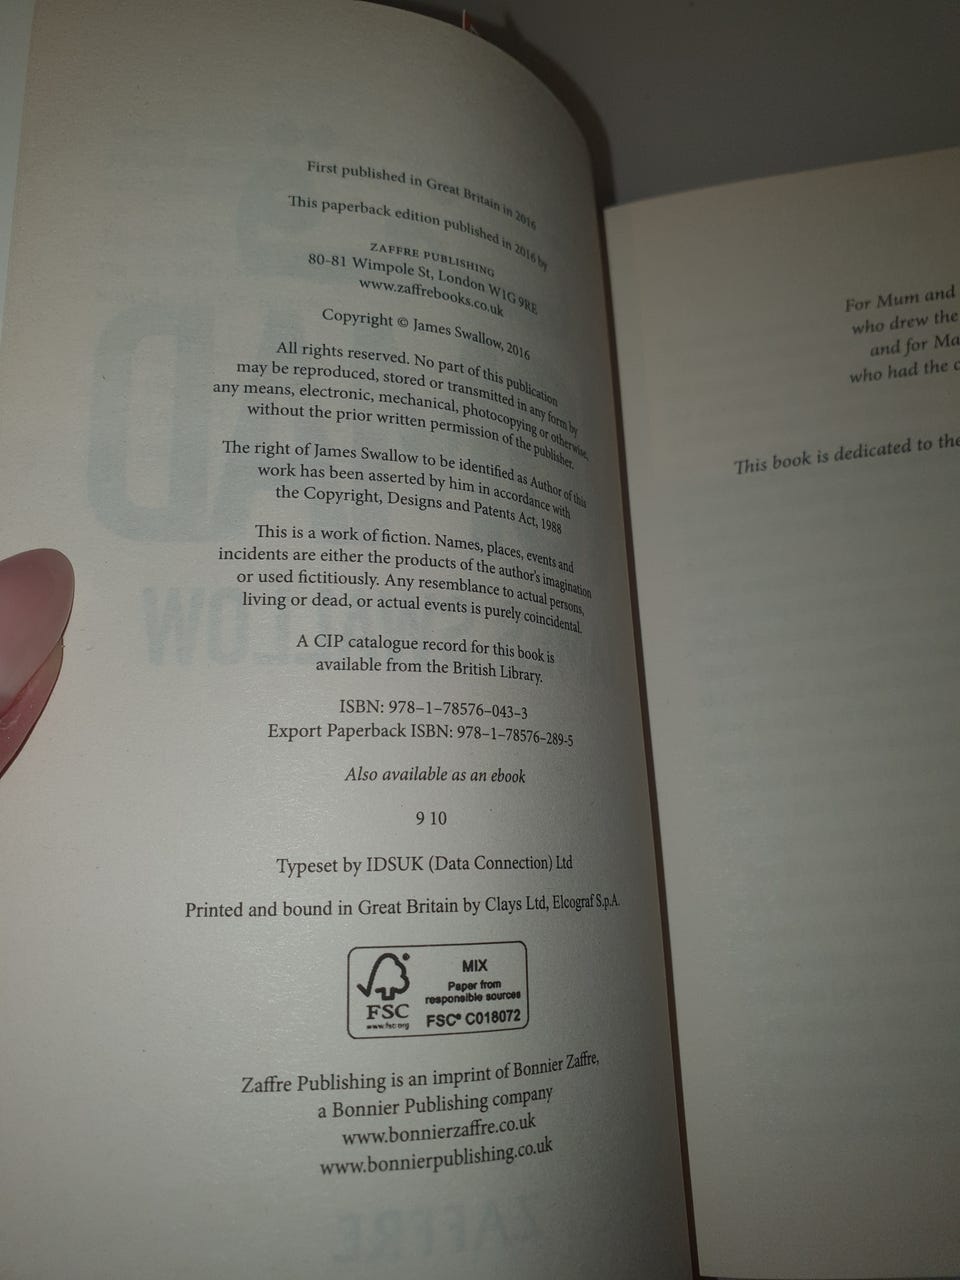 First published in Great Britain in 2016
This paperback edition published in 2016 by
ZAFFRE PUBLISHING
80-81 Wimpole St, London W1G 9RE
www.zaffrebooks.co.uk
Copyright © James Swallow, 2016
All rights reserved. No part of this publication
may be reproduced, stored or transmitted in any form by
any means, electronic, mechanical, photocopying or otherwise,
without the prior written permission of the publisher.
The right of James Swallow to be identified as Author of this
work has been asserted by him in accordance with
the Copyright, Designs and Patents Act, 1988
This is a work of fiction. Names, places, events and
incidents are either the products of the author's imagination
or used fictitiously. Any resemblance to actual persons,
living or dead, or actual events is purely coincidental.
A CIP catalogue record for this book is
available from the British Library.
ISBN: 978–1–78576–043–3
Export Paperback ISBN: 978–1–78576–289-5
Also available as an ebook
9 10
Typeset by IDSUK (Data Connection) Ltd
Printed and bound in Great Britain by Clays Ltd, Elcograf S.p.A.
FSC
www.fsc.org
MIX
Paper from
responsible sources
FSC® C018072
Zaffre Publishing is an imprint of Bonnier Zaffre,
a Bonnier Publishing company
www.bonnierzaffre.co.uk
www.bonnierpublishing.co.uk
For Mum and
who drew the
and for Ma
who had the
This book is dedicated to the